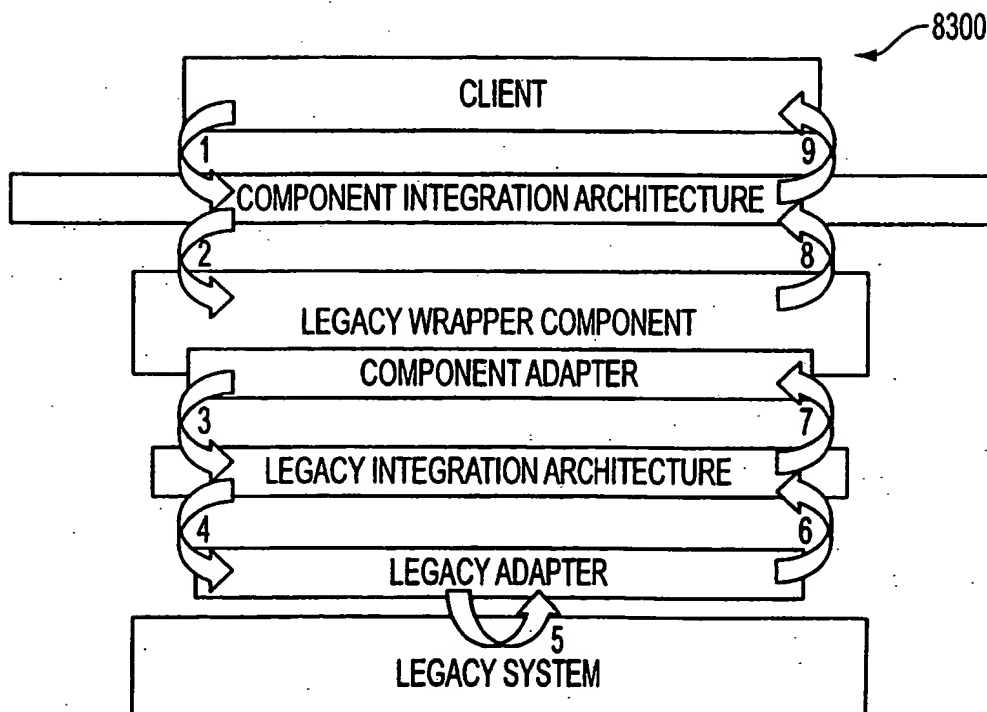 8300
CLIENT
1
9
COMPONENT INTEGRATION ARCHITECTURE
2
8
LEGACY WRAPPER COMPONENT
COMPONENT ADAPTER
3
7
LEGACY INTEGRATION ARCHITECTURE
4
6
LEGACY ADAPTER
5
LEGACY SYSTEM